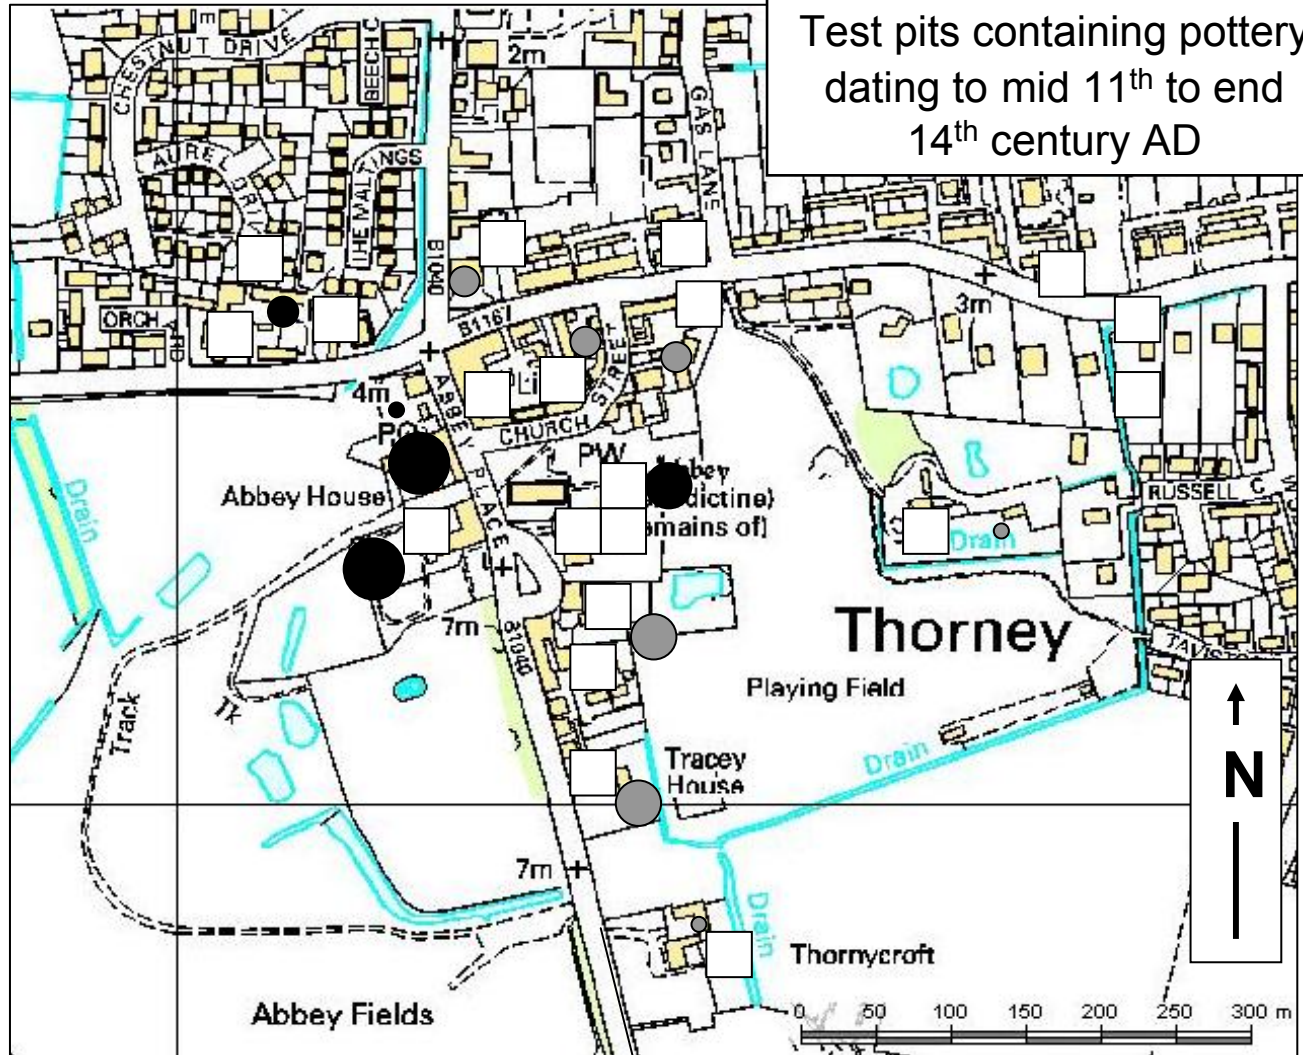 Test pits containing pottery
dating to mid 11th to end
14th century AD
CHESTNUT DRIVE
BEECH C
m
2m
GAS LANE
THE MALTINGS
B1040
ORCH
B1167
3m
4m
ABBEY PLACE
CHURCH STREET
PO
PW
Abbey House
Drain
RUSSELL C
Drain
Thorney
7m
B1040
Playing Field
Track
Tk
Tracey
House
Drain
N
7m
Drain
Thornycroft
Abbey Fields
0 50 100 150 200 250 300 m